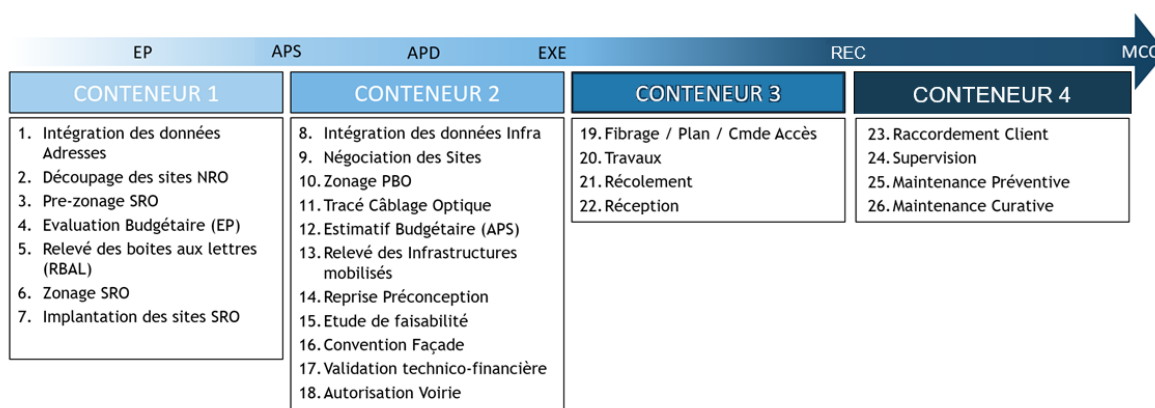 EP APS APD EXE REC MCO
CONTENEUR 1
1. Intégration des données
Adresses
2. Découpage des sites NRO
3. Pre-zonage SRO
4. Evaluation Budgétaire (EP)
5. Relevé des boites aux lettres
(RBAL)
6. Zonage SRO
7. Implantation des sites SRO
CONTENEUR 2
8. Intégration des données Infra
9. Négociation des Sites
10. Zonage PBO
11. Tracé Câblage Optique
12. Estimatif Budgétaire (APS)
13. Relevé des Infrastructures
mobilisés
14. Reprise Préconception
15. Etude de faisabilité
16. Convention Façade
17. Validation technico-financière
18. Autorisation Voirie
CONTENEUR 3
19. Fibrage / Plan / Cmde Accès
20. Travaux
21. Récolement
22. Réception
CONTENEUR 4
23. Raccordement Client
24. Supervision
25. Maintenance Préventive
26. Maintenance Curative